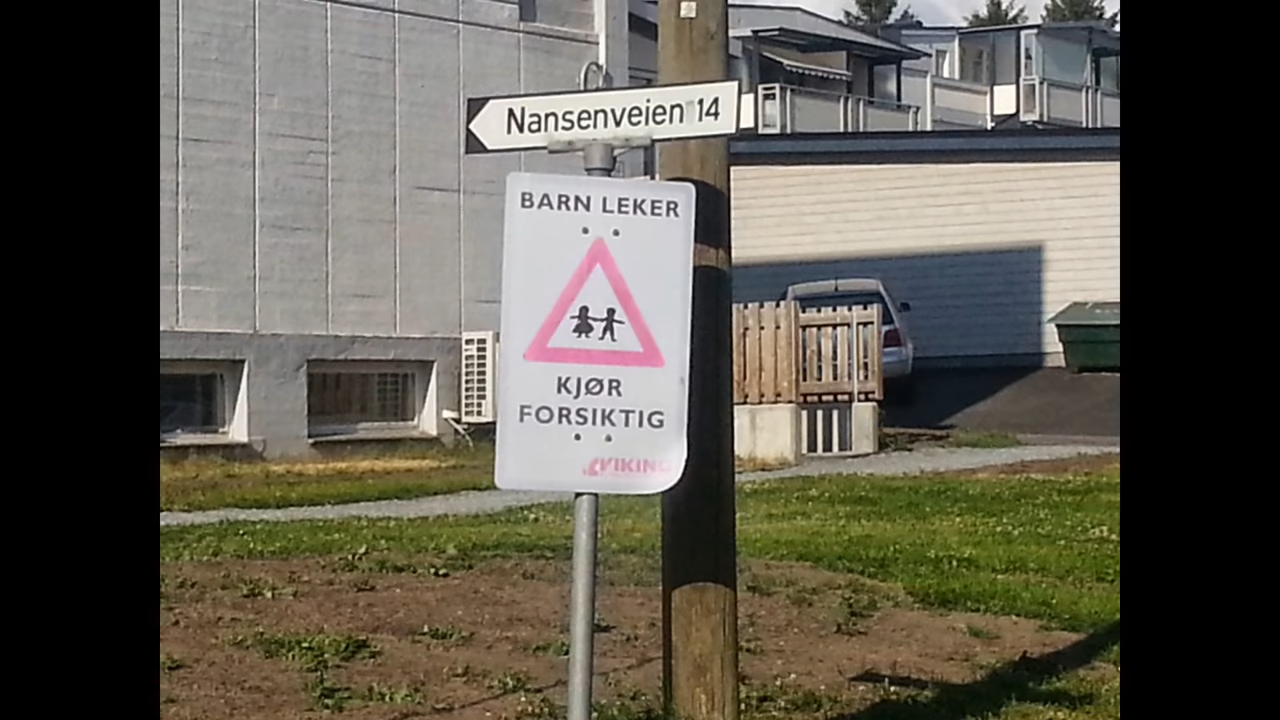 Nansenveien 14
BARN LEKER
KJØR
FORSIKTIG
VIKING